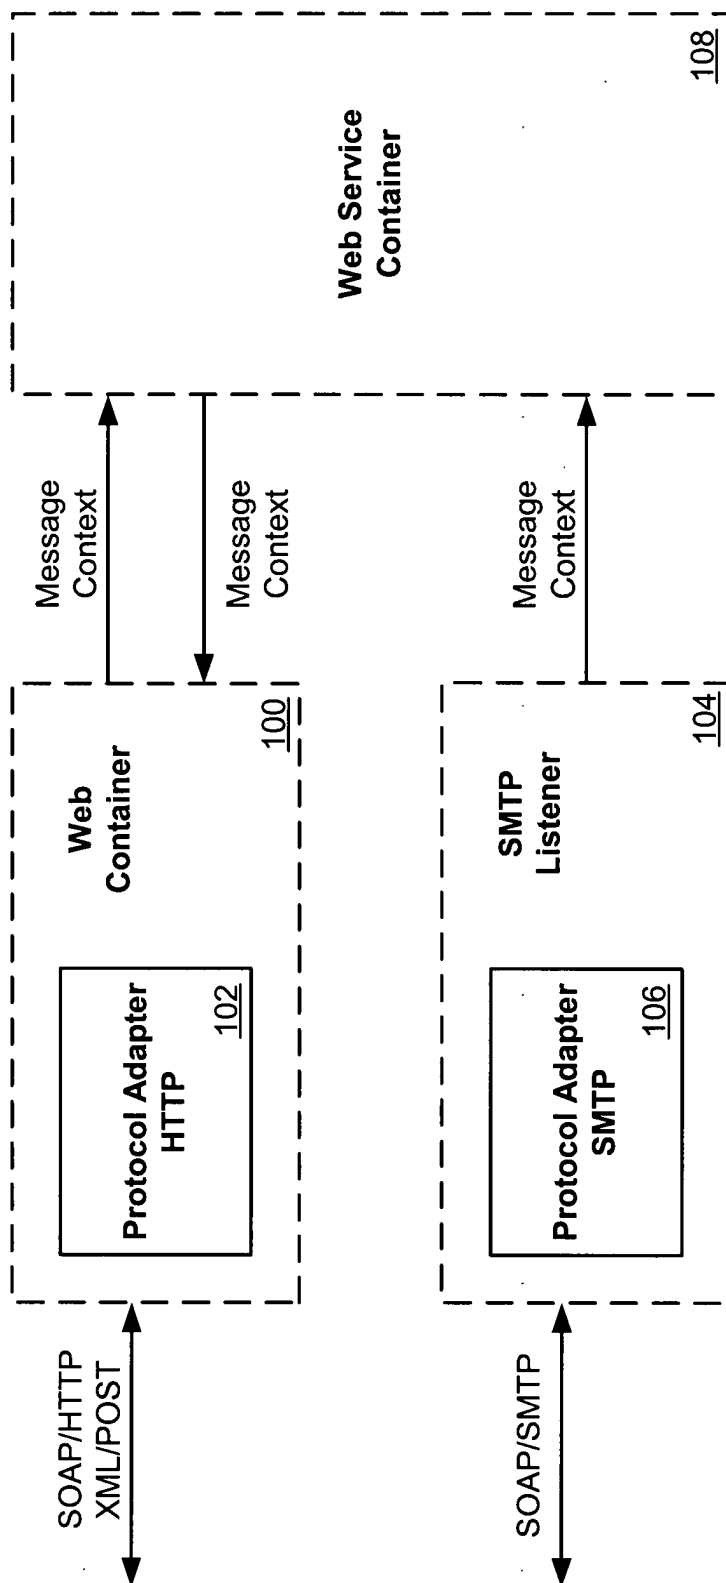 SOAP/HTTP
XML/POST
Protocol Adapter
HTTP
102
Web
Container
100
Message
Context
Message
Context
Web Service
Container
108
SOAP/SMTP
Protocol Adapter
SMTP
106
SMTP
Listener
104
Message
Context